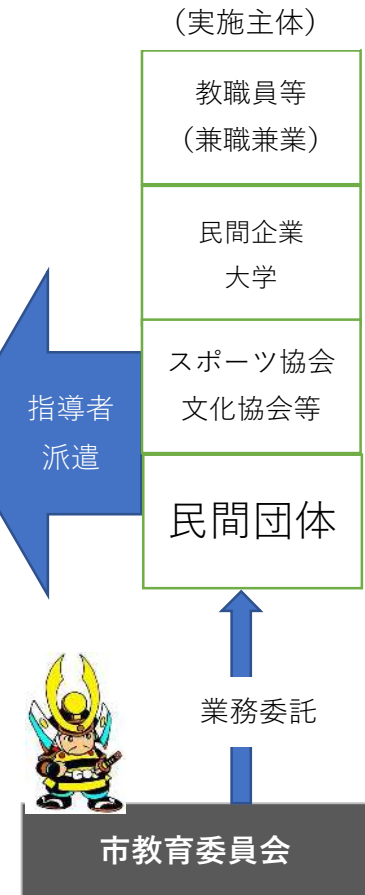 （実施主体）
教職員等
（兼職兼業）
民間企業
大学
スポーツ協会
文化協会等
指導者
派遣
民間団体
業務委託
市教育委員会